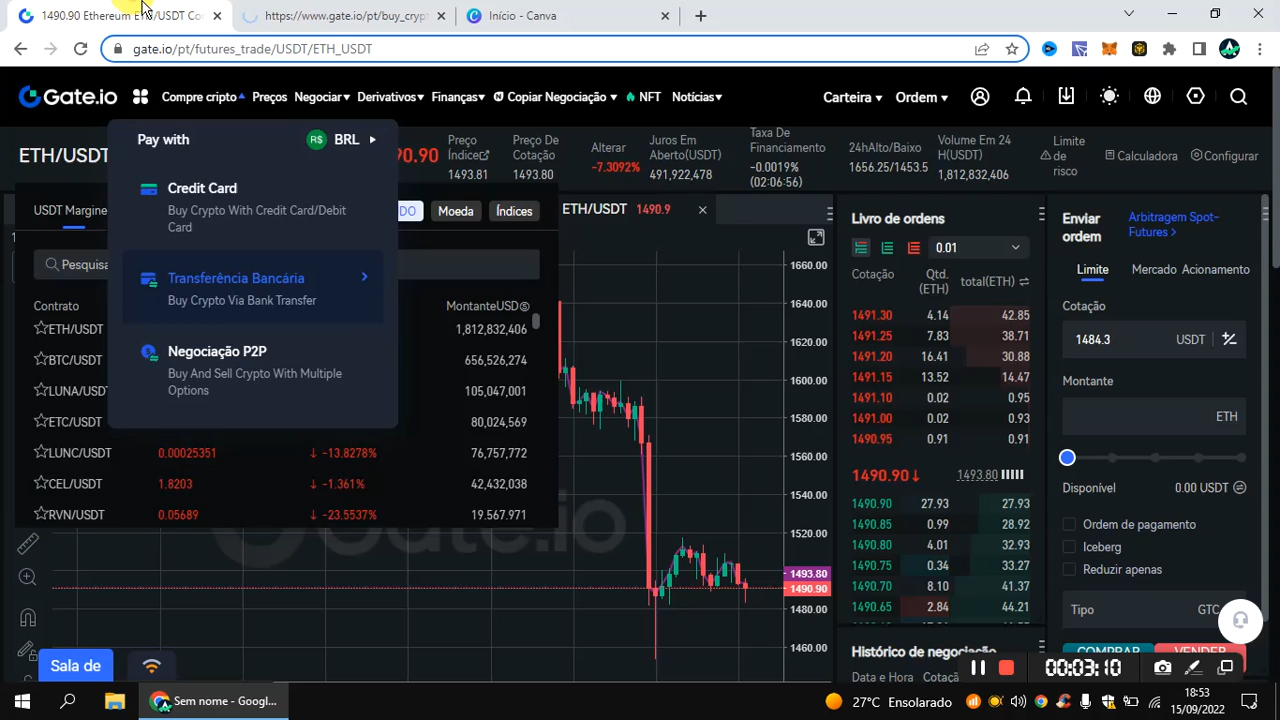 1490.90 Ethereum ETH/USDT Co
https://www.gate.io/pt/buy_crypt
Início - Canva
gate.io/pt/futures_trade/USDT/ETH_USDT
Gate.io
Compre cripto
Preços
Negociar
Derivativos
Finanças
Copiar Negociação
NFT
Notícias
Carteira
Ordem
ETH/USDT
90.90
Preço Índice
1493.81
Preço De Cotação
1493.80
Alterar
-7.3092%
Juros Em Aberto(USDT)
491,922,478
Taxa De Financiamento
-0.0019%
(02:06:56)
24hAlto/Baixo
1656.25/1453.5
Volume Em 24 H(USDT)
1,812,832,406
Limite de risco
Calculadora
Configurar
Pay with
R$ BRL
Credit Card
Buy Crypto With Credit Card/Debit
Card
Transferência Bancária
Buy Crypto Via Bank Transfer
Negociação P2P
Buy And Sell Crypto With Multiple
Options
USDT Margine
DO
Moeda
Índices
Pesquisa
Contrato
MontanteUSD
ETH/USDT
1,812,832,406
BTC/USDT
656,526,274
LUNA/USD
105,047,001
ETC/USDT
80,024,569
LUNC/USDT 0.00025351 ↓ -13.8278% 76,757,772
CEL/USDT 1.8203 ↓ -1.361% 42,432,038
RVN/USDT 0.05689 ↓ -23.5537% 19.567.971
ETH/USDT 1490.9
1660.00
1640.00
1620.00
1600.00
1580.00
1560.00
1540.00
1520.00
1493.80
1490.90
1480.00
1460.00
Gate.io
Livro de ordens
0.01
Cotação
Qtd. (ETH)
total(ETH)
1491.30 4.14 42.85
1491.25 7.83 38.71
1491.20 16.41 30.88
1491.15 13.52 14.47
1491.10 0.02 0.95
1491.00 0.02 0.93
1490.95 0.91 0.91
1490.90↓ 1493.80
1490.90 27.93 27.93
1490.85 0.99 28.92
1490.80 4.01 32.93
1490.75 0.34 33.27
1490.70 8.10 41.37
1490.65 2.84 44.21
Histórico de negociação
Data e Hora Cotaç
Enviar ordem
Arbitragem Spot-
Futures >
Limite
Mercado
Acionamento
Cotação
1484.3 USDT
Montante
ETH
Disponível 0.00 USDT
Ordem de pagamento
Iceberg
Reduzir apenas
Tipo GTC
COMPRAR
VENDER
Sala de
00:03:10
Sem nome - Googl...
27°C Ensolarado
18:53
15/09/2022